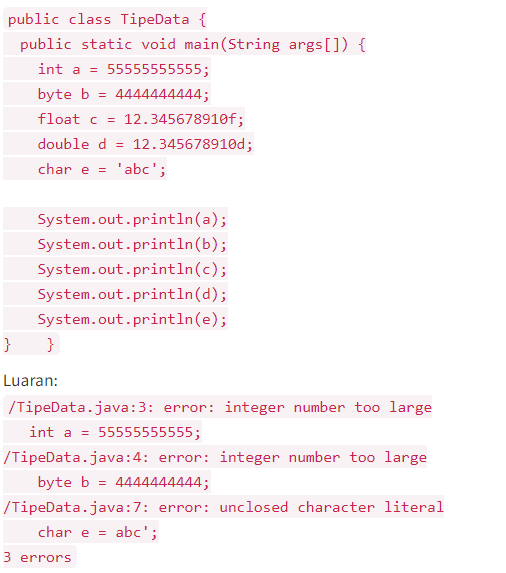 public class TipeData {
public static void main(String args[]) {
int a = 55555555555;
byte b = 4444444444;
float c = 12.345678910f;
double d = 12.345678910d;
char e = 'abc';
System.out.println(a);
System.out.println(b);
System.out.println(c);
System.out.println(d);
System.out.println(e);
} }
Luaran:
/TipeData.java:3: error: integer number too large
int a = 55555555555;
/TipeData.java:4: error: integer number too large
byte b = 4444444444;
/TipeData.java:7: error: unclosed character literal
char e = abc';
3 errors